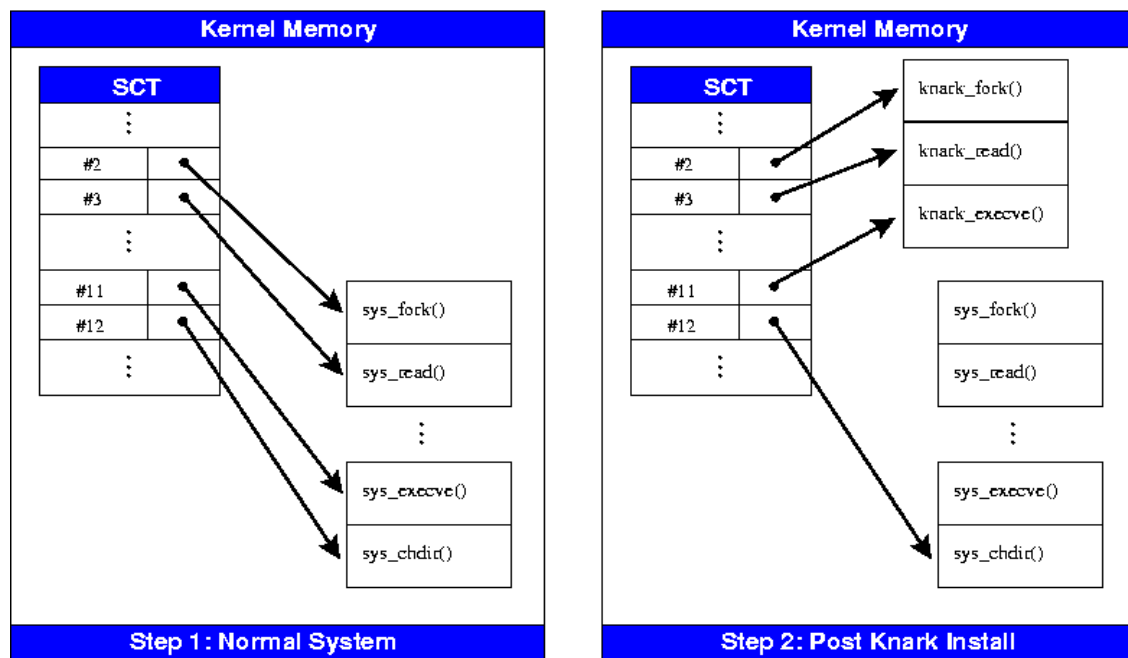 Kernel Memory
SCT
#2
#3
#11
#12
sys_fork()
sys_read()
sys_execve()
sys_chdir()
Step 1: Normal System
Kernel Memory
SCT
#2
#3
#11
#12
knark_fork()
knark_read()
knark_execve()
sys_fork()
sys_read()
sys_execve()
sys_chdir()
Step 2: Post Knark Install